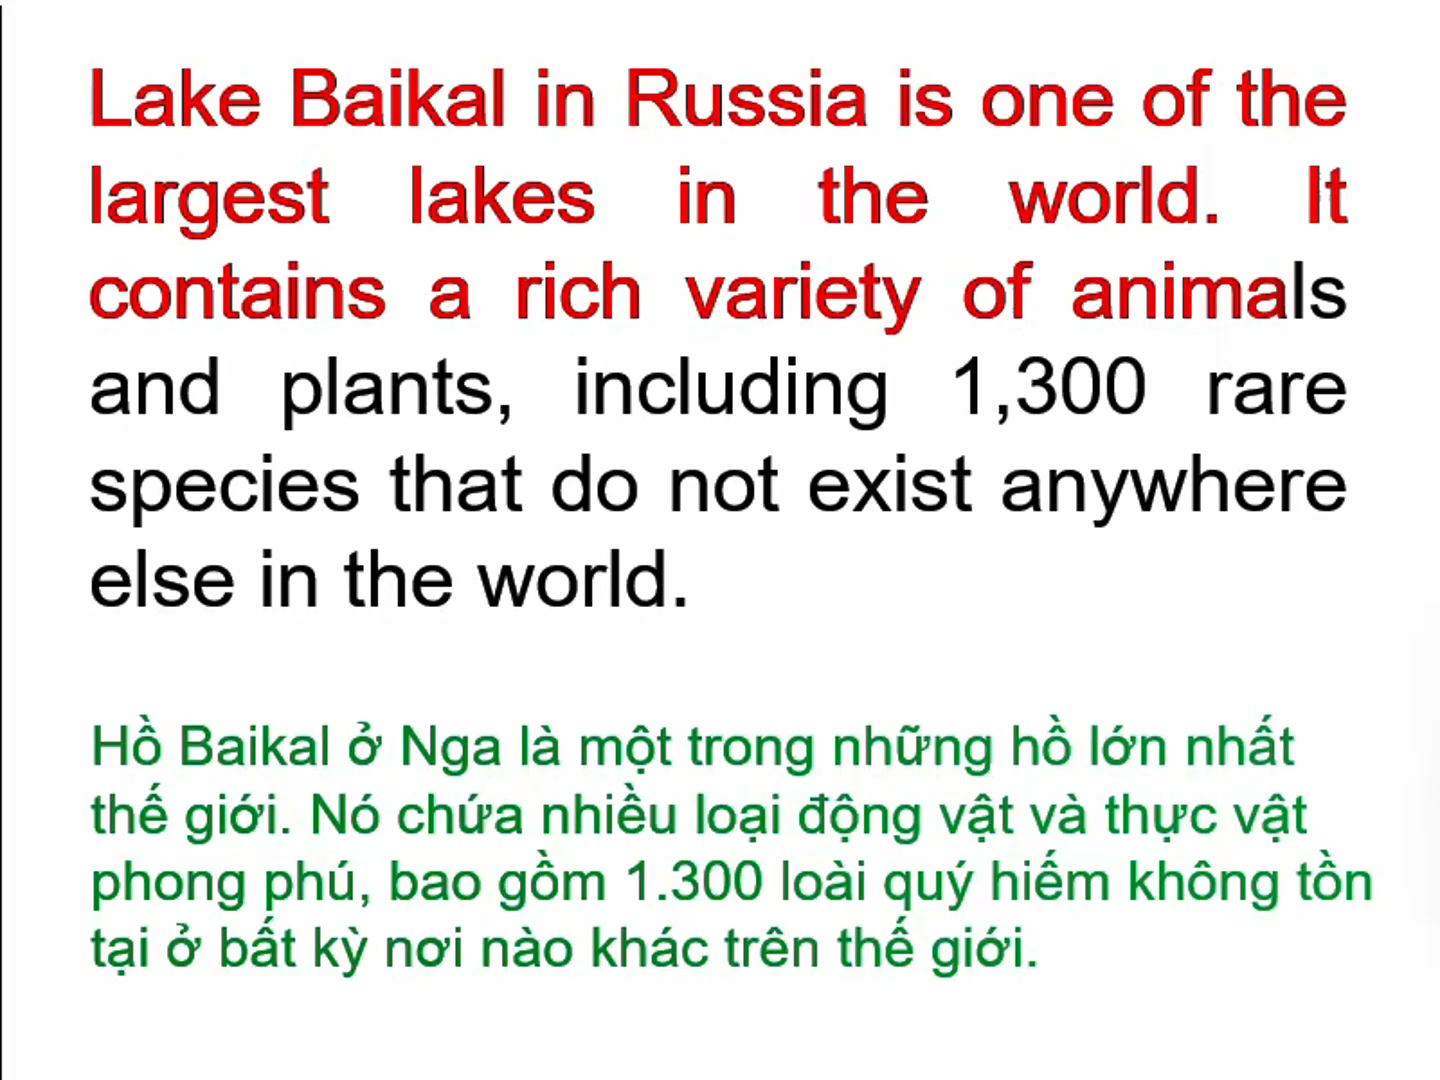 Lake Baikal in Russia is one of the
largest lakes in the world. It
contains a rich variety of animals
and plants, including 1,300 rare
species that do not exist anywhere
else in the world.
Hồ Baikal ở Nga là một trong những hồ lớn nhất
thế giới. Nó chứa nhiều loại động vật và thực vật
phong phú, bao gồm 1.300 loài quý hiếm không tồn
tại ở bất kỳ nơi nào khác trên thế giới.